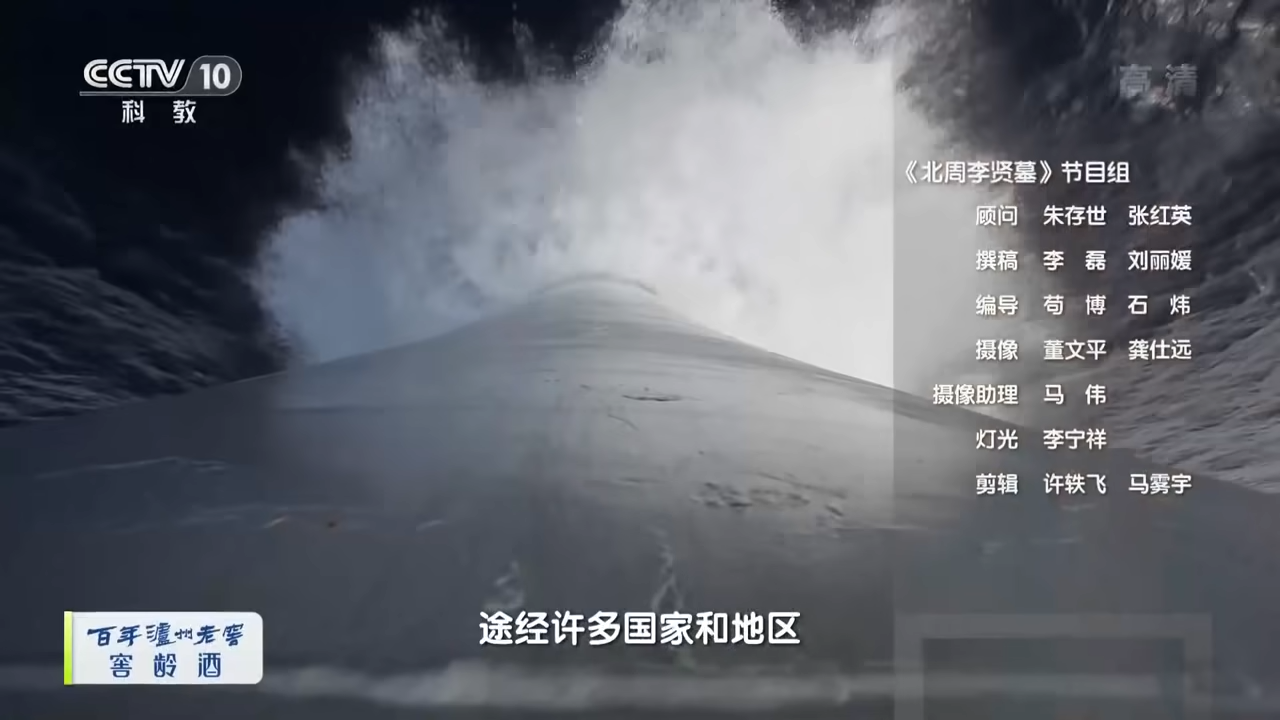 CCTV 10
科教
高清
《北周李贤墓》节目组
顾问 朱存世 张红英
撰稿 李磊 刘丽媛
编导 苟博 石炜
摄像 董文平 龚仕远
摄像助理 马伟
灯光 李宁祥
剪辑 许轶飞 马雾宇
途经许多国家和地区
百年泸州老窖
窖龄酒